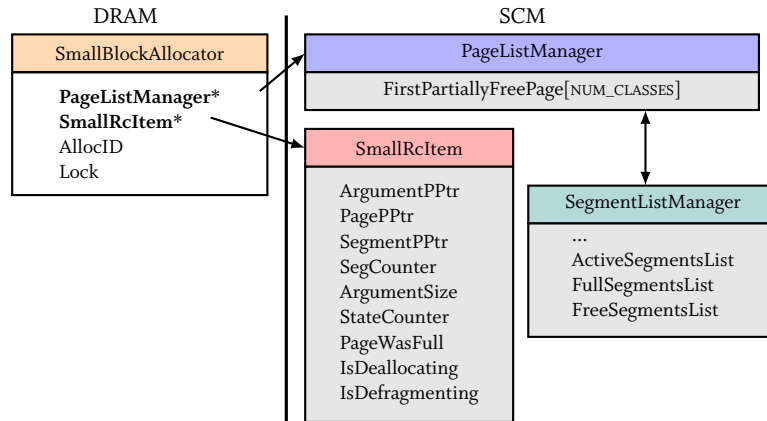 DRAM
SCM
SmallBlockAllocator
PageListManager*
SmallRcItem*
AllocID
Lock
PageListManager
FirstPartiallyFreePage[NUM_CLASSES]
SmallRcItem
ArgumentPPtr
PagePPtr
SegmentPPtr
SegCounter
ArgumentSize
StateCounter
PageWasFull
IsDeallocating
IsDefragmenting
SegmentListManager
...
ActiveSegmentsList
FullSegmentsList
FreeSegmentsList